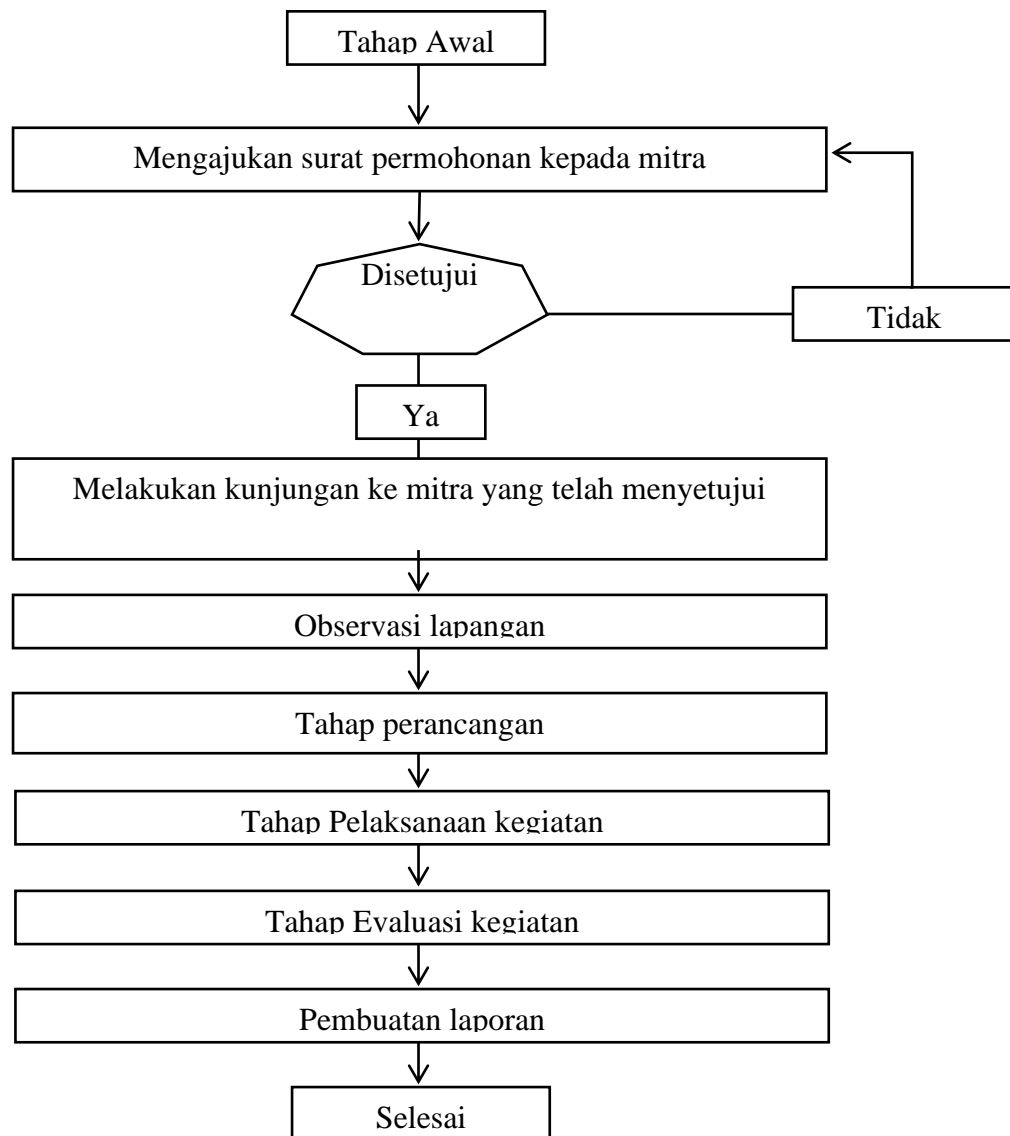 Tahap Awal
Mengajukan surat permohonan kepada mitra
Disetujui
Tidak
Ya
Melakukan kunjungan ke mitra yang telah menyetujui
Observasi lapangan
Tahap perancangan
Tahap Pelaksanaan kegiatan
Tahap Evaluasi kegiatan
Pembuatan laporan
Selesai